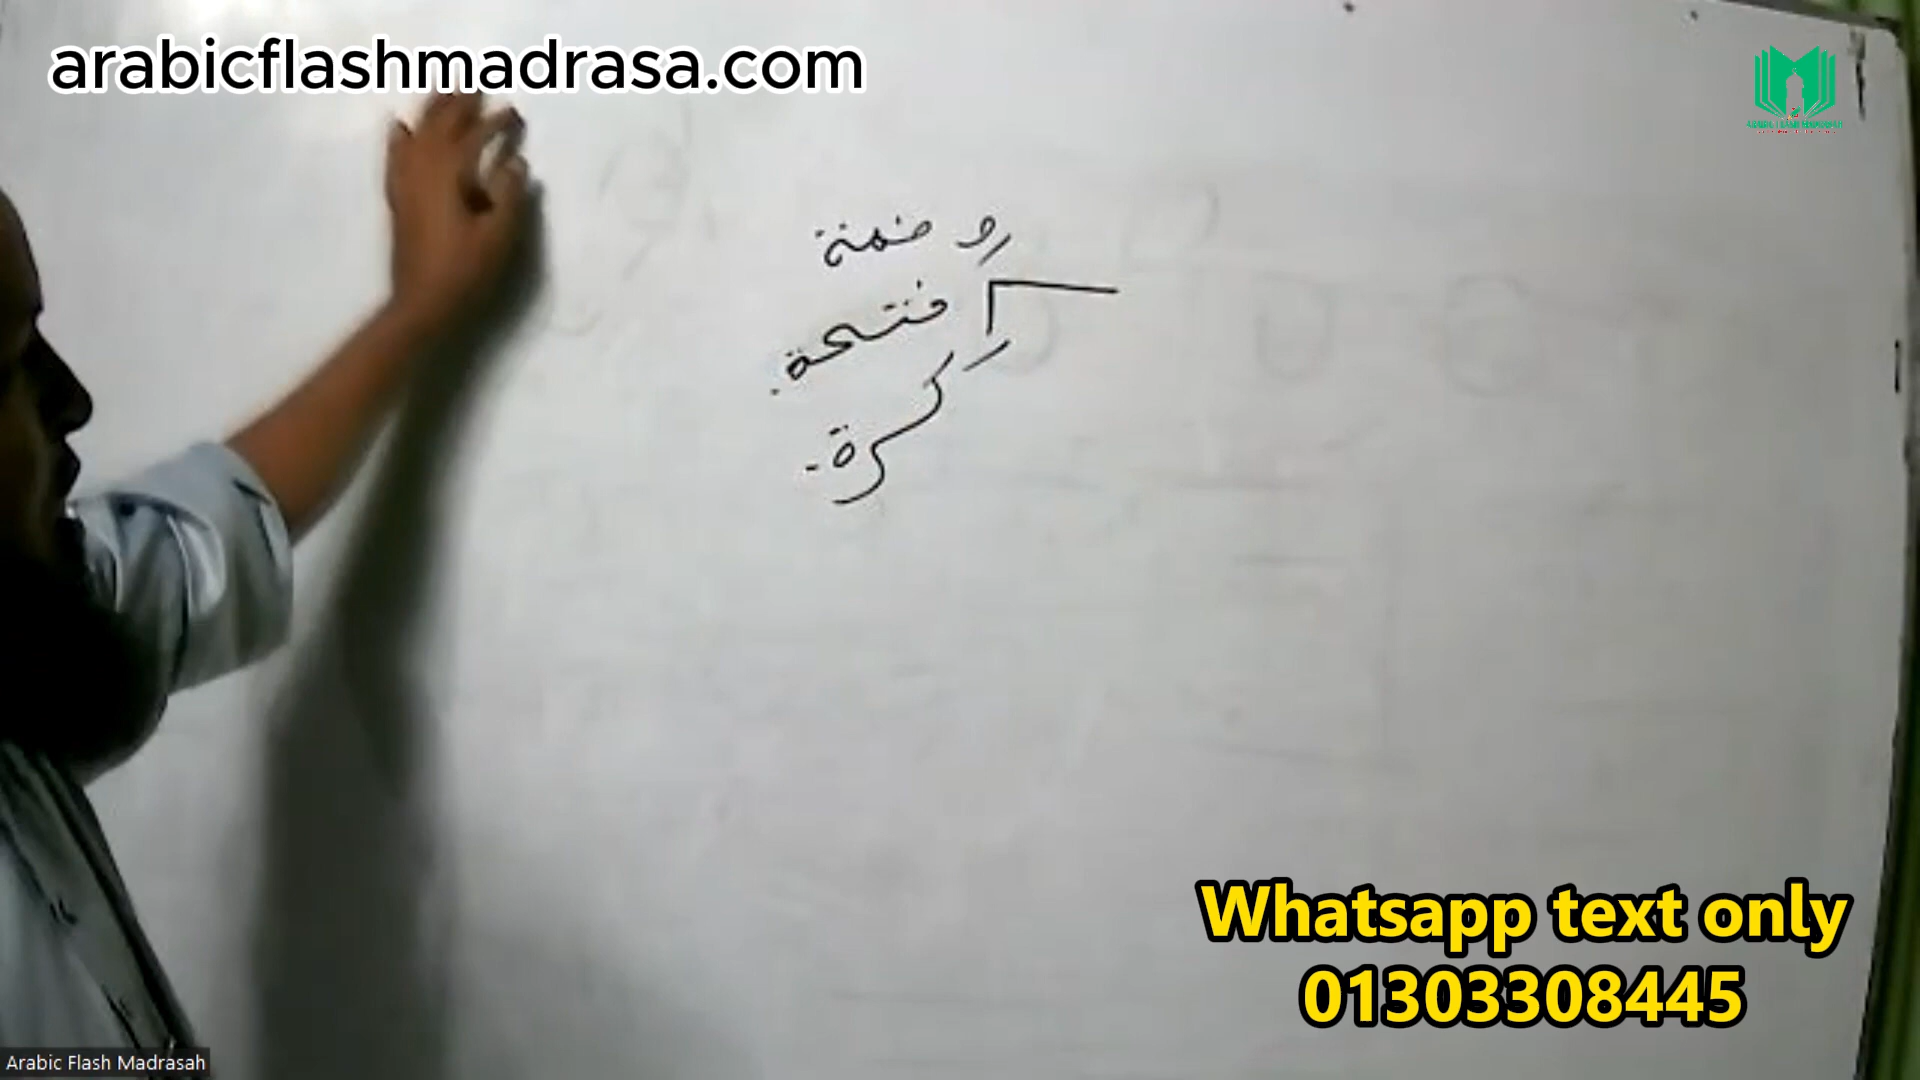 arabicflashmadrasa.com
ضمة
فتحة
كسرة
Whatsapp text only
01303308445
Arabic Flash Madrasah